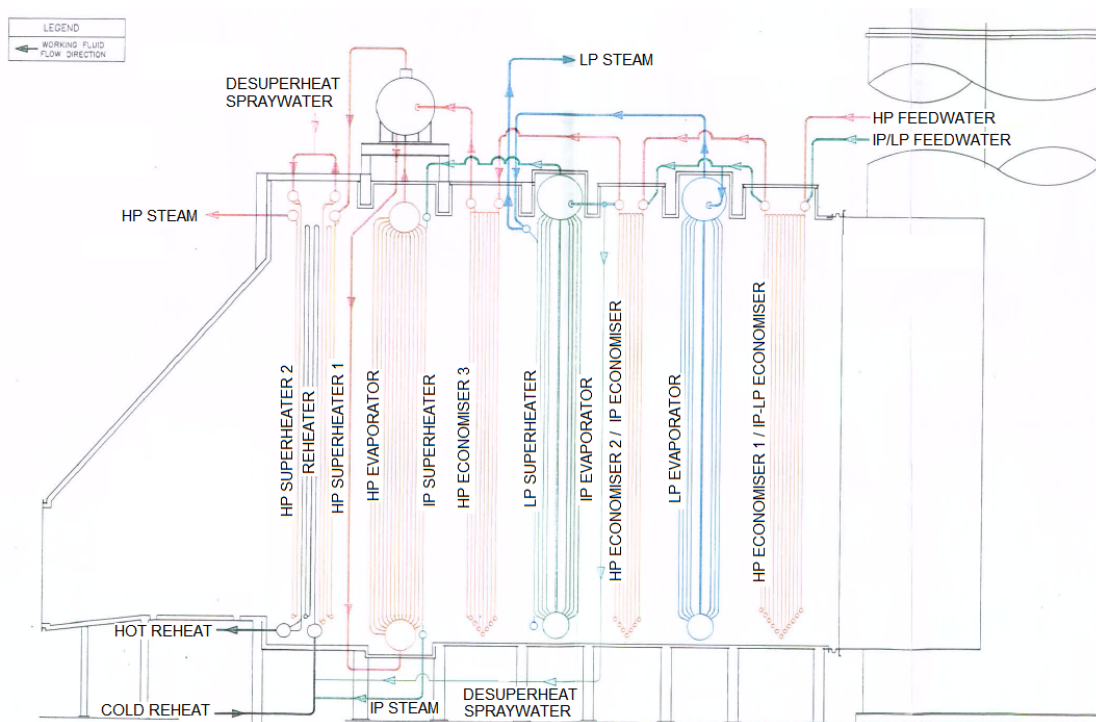 LEGEND
WORKING FLUID
FLOW DIRECTION
DESUPERHEAT
SPRAYWATER
LP STEAM
HP FEEDWATER
IP/LP FEEDWATER
HP STEAM
HP SUPERHEATER 2
REHEATER
HP SUPERHEATER 1
HP EVAPORATOR
IP SUPERHEATER
HP ECONOMISER 3
LP SUPERHEATER
IP EVAPORATOR
HP ECONOMISER 2 / IP ECONOMISER
LP EVAPORATOR
HP ECONOMISER 1 / IP-LP ECONOMISER
HOT REHEAT
COLD REHEAT
IP STEAM
DESUPERHEAT
SPRAYWATER